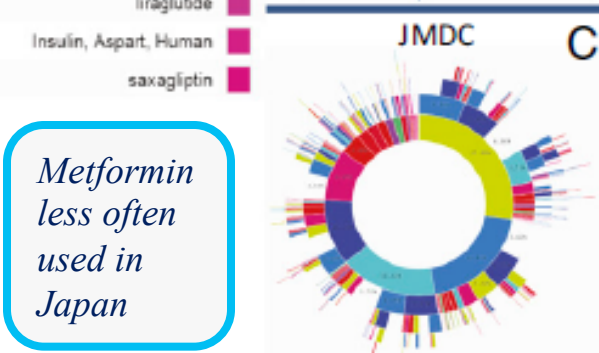 liraglutide
Insulin, Aspart, Human
saxagliptin
JMDC
C
Metformin
less often
used in
Japan